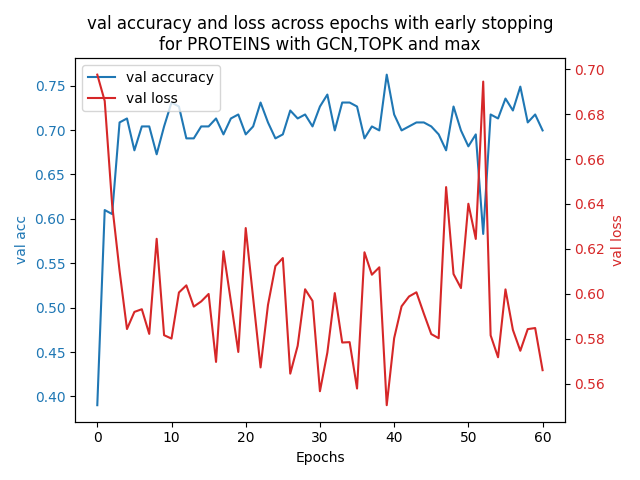 val accuracy and loss across epochs with early stopping
for PROTEINS with GCN,TOPK and max
val accuracy
val loss
0.75
0.70
0.65
0.60
0.55
0.50
0.45
0.40
val acc
0.70
0.68
0.66
0.64
0.62
0.60
0.58
0.56
val loss
0 10 20 30 40 50 60
Epochs